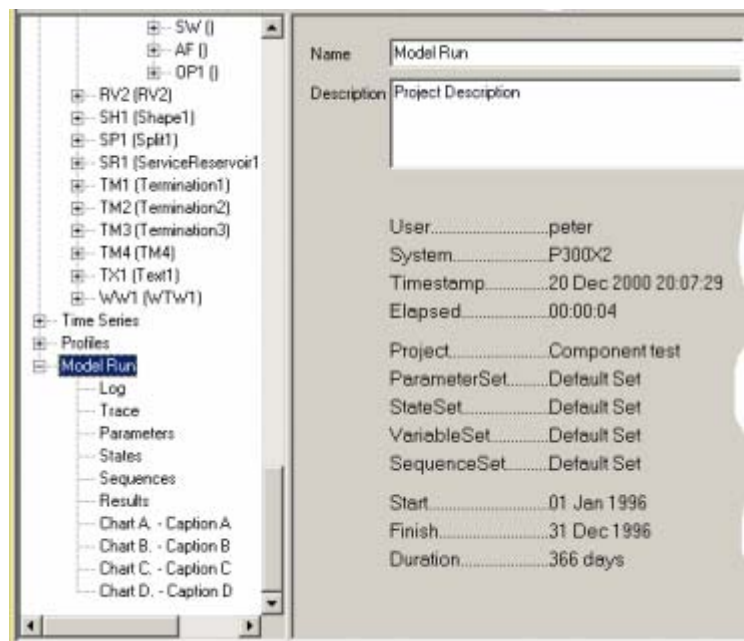 SW ()
AF ()
OP1 ()
RV2 (RV2)
SH1 (Shape1)
SP1 (Split1)
SR1 (ServiceReservoir1
TM1 (Termination1)
TM2 (Termination2)
TM3 (Termination3)
TM4 (TM4)
TX1 (Text1)
WW1 (WTW1)
Time Series
Profiles
Model Run
Log
Trace
Parameters
States
Sequences
Results
Chart A. - Caption A
Chart B. - Caption B
Chart C. - Caption C
Chart D. - Caption D
Name Model Run
Description Project Description
User..........................peter
System......................P300X2
Timestamp.............20 Dec 2000 20:07:29
Elapsed...................00:00:04
Project.....................Component test
ParameterSet........Default Set
StateSet..................Default Set
VariableSet............Default Set
SequenceSet.........Default Set
Start..........................01 Jan 1996
Finish.......................31 Dec 1996
Duration..................366 days